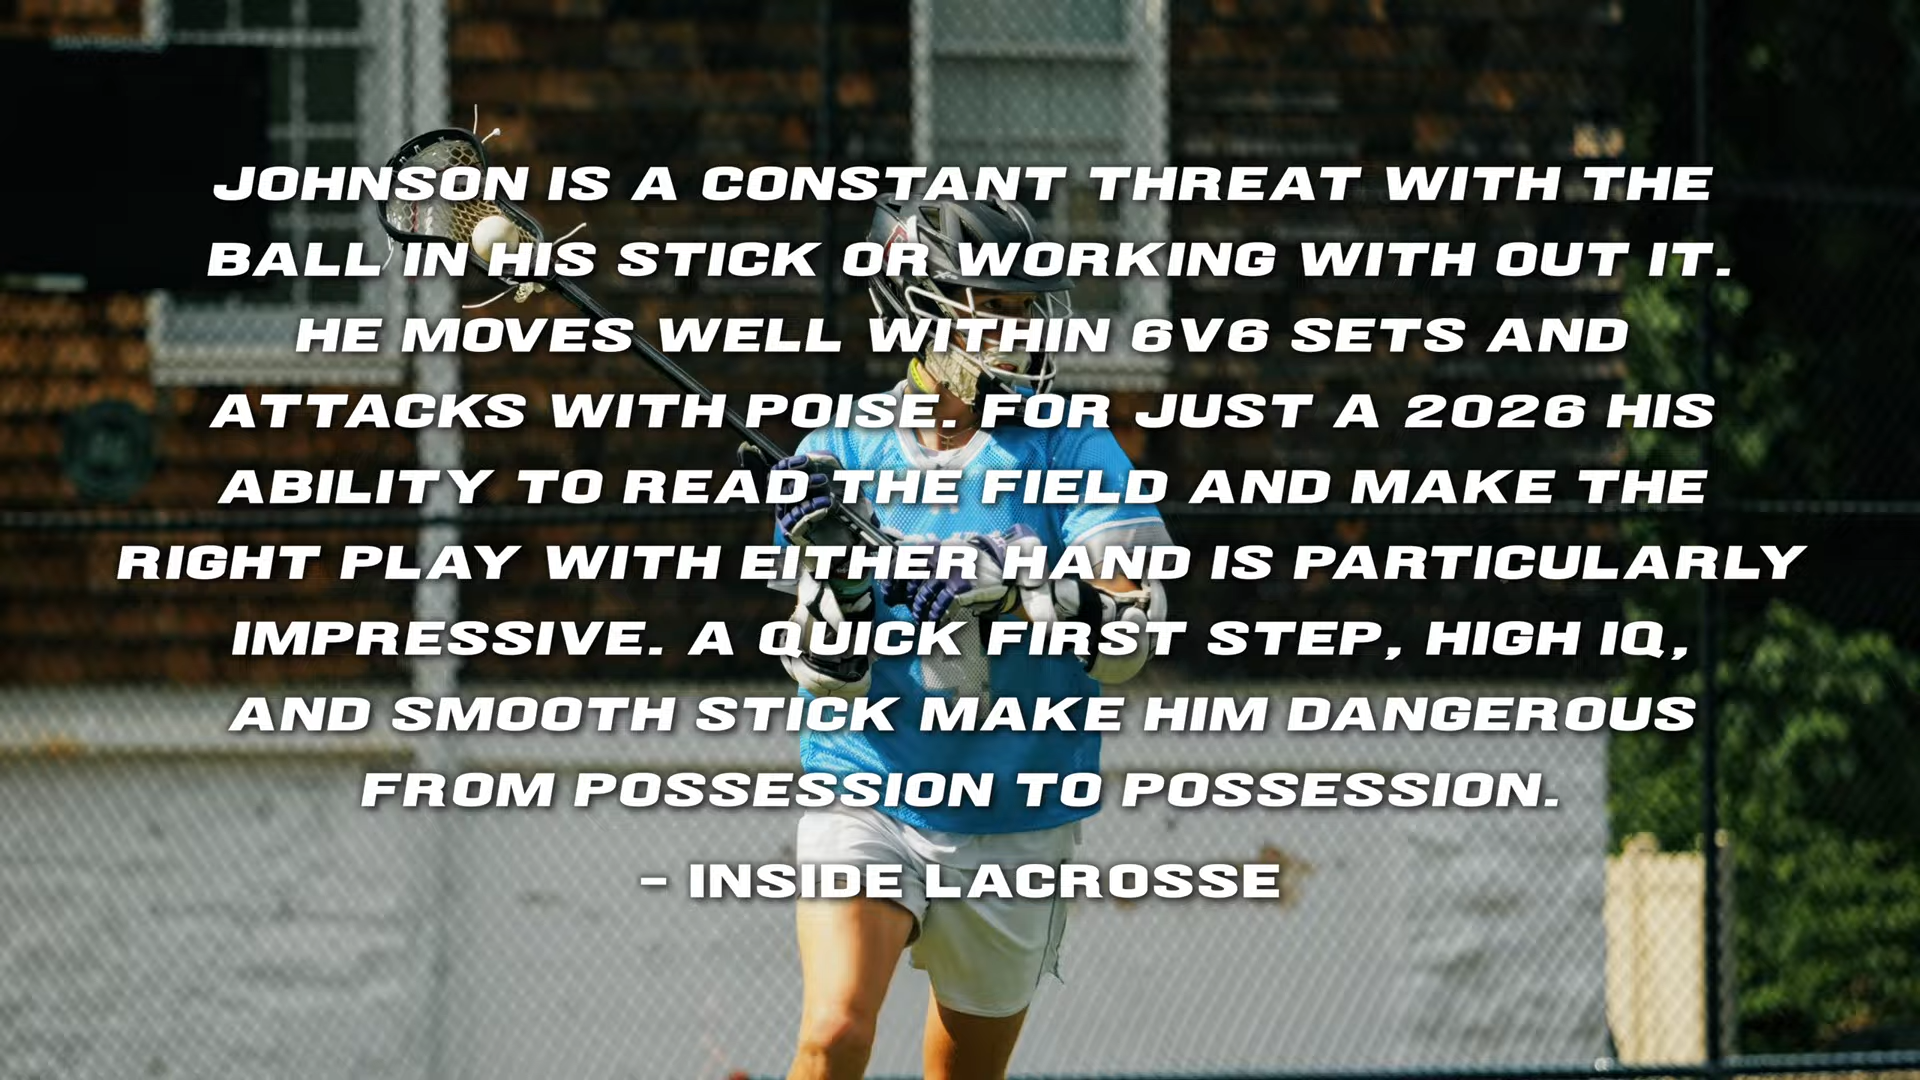 JOHNSON IS A CONSTANT THREAT WITH THE
BALL IN HIS STICK OR WORKING WITH OUT IT.
HE MOVES WELL WITHIN 6V6 SETS AND
ATTACKS WITH POISE. FOR JUST A 2026 HIS
ABILITY TO READ THE FIELD AND MAKE THE
RIGHT PLAY WITH EITHER HAND IS PARTICULARLY
IMPRESSIVE. A QUICK FIRST STEP, HIGH IQ,
AND SMOOTH STICK MAKE HIM DANGEROUS
FROM POSSESSION TO POSSESSION.
- INSIDE LACROSSE